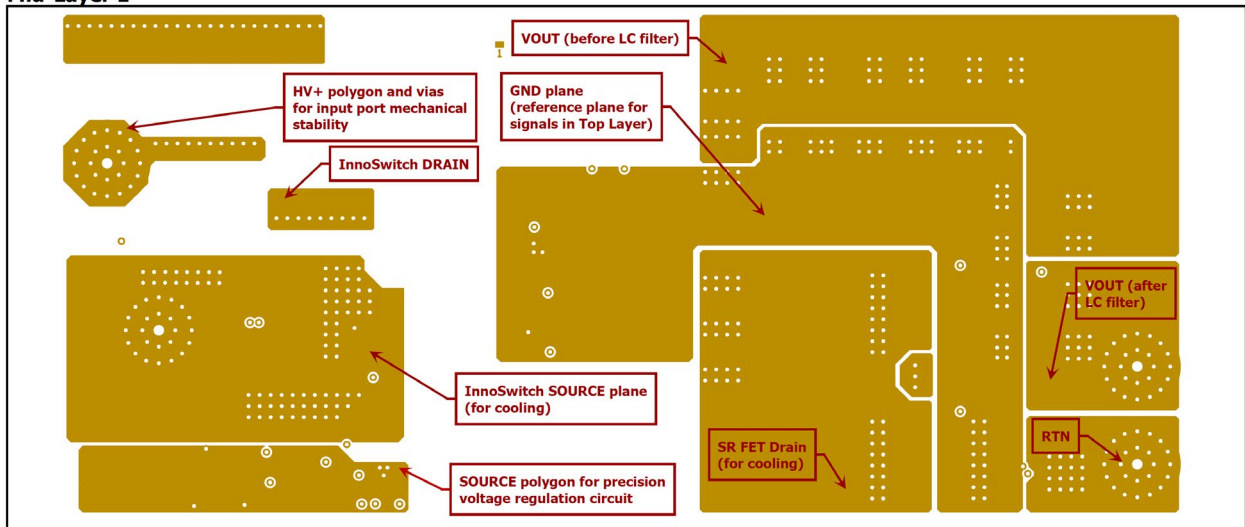 VOUT (before LC filter)
1
HV+ polygon and vias
for input port mechanical
stability
GND plane
(reference plane for
signals in Top Layer)
InnoSwitch DRAIN
VOUT (after
LC filter)
InnoSwitch SOURCE plane
(for cooling)
SR FET Drain
(for cooling)
RTN
SOURCE polygon for precision
voltage regulation circuit